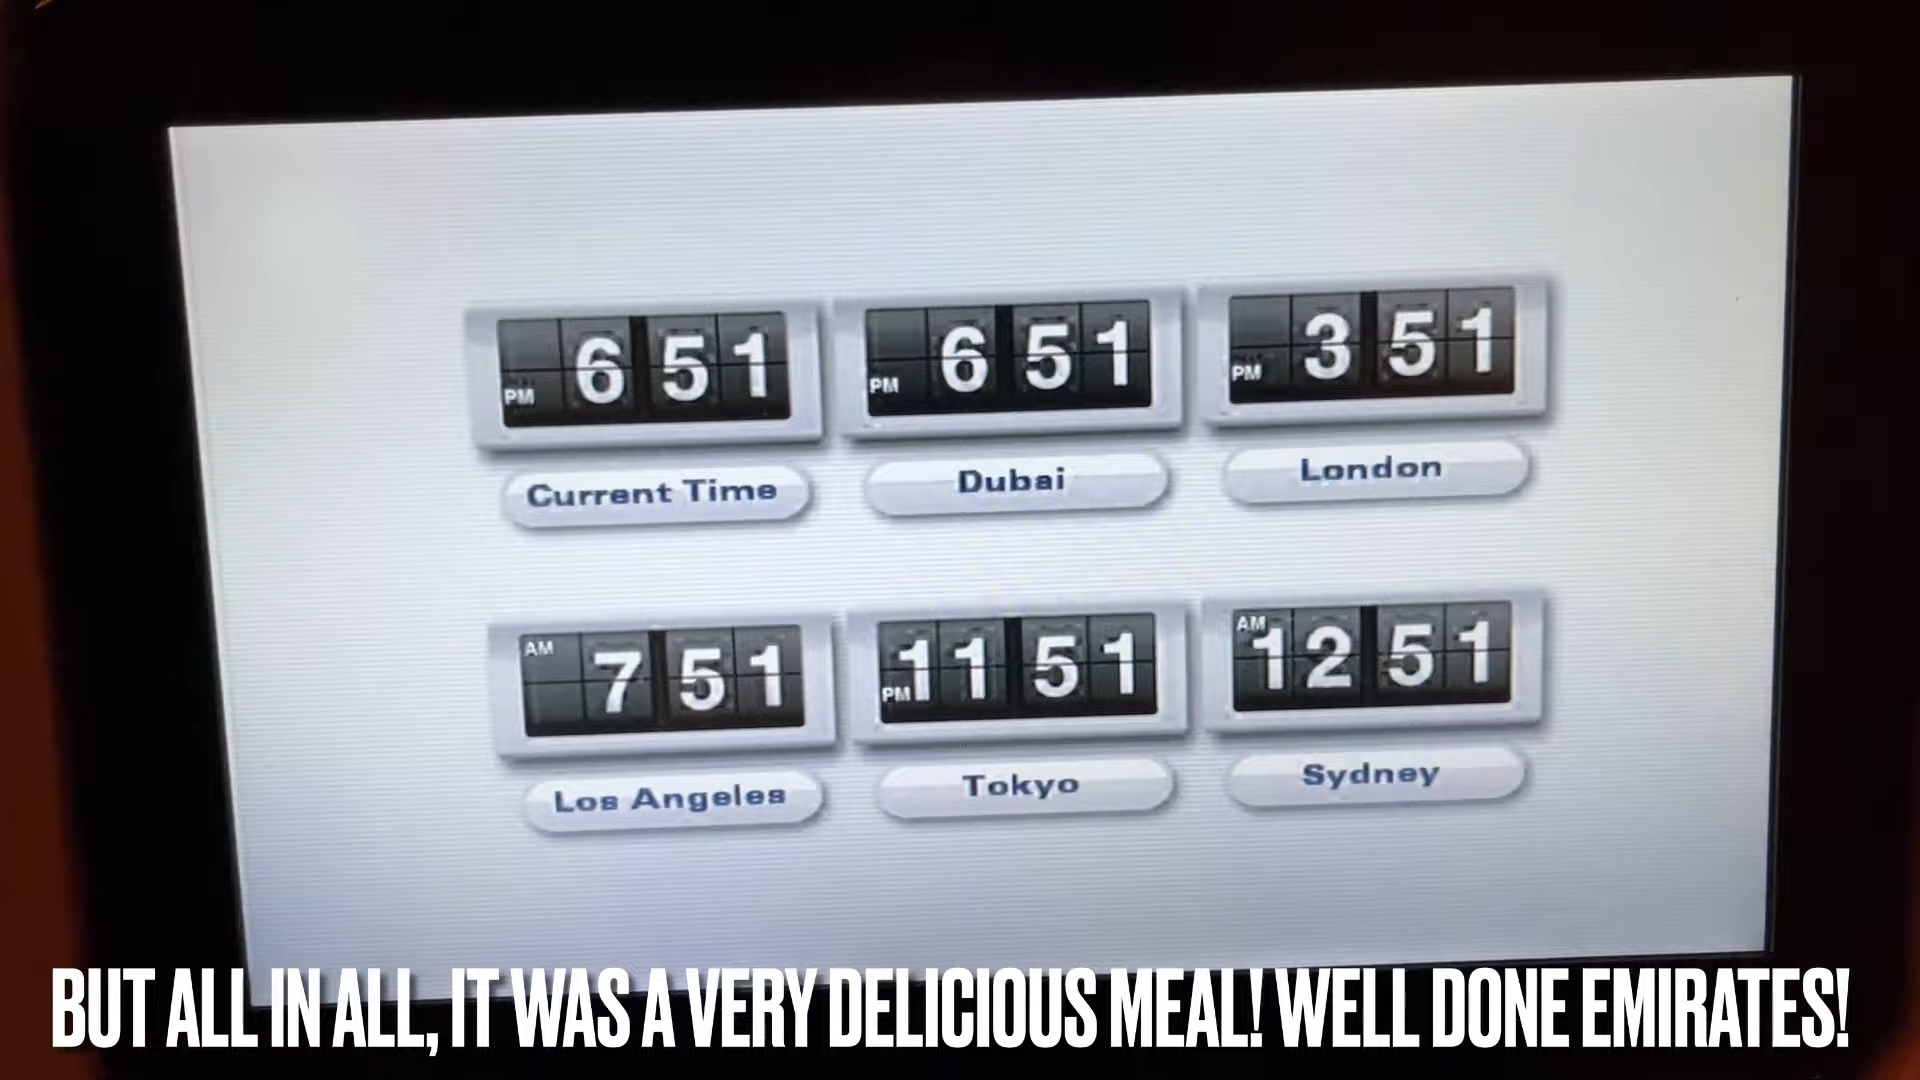 PM 6 51
PM 6 51
PM 3 51
Current Time
Dubai
London
AM 7 51
PM 11 51
AM 12 51
Los Angeles
Tokyo
Sydney
BUT ALL IN ALL, IT WAS A VERY DELICIOUS MEAL! WELL DONE EMIRATES!